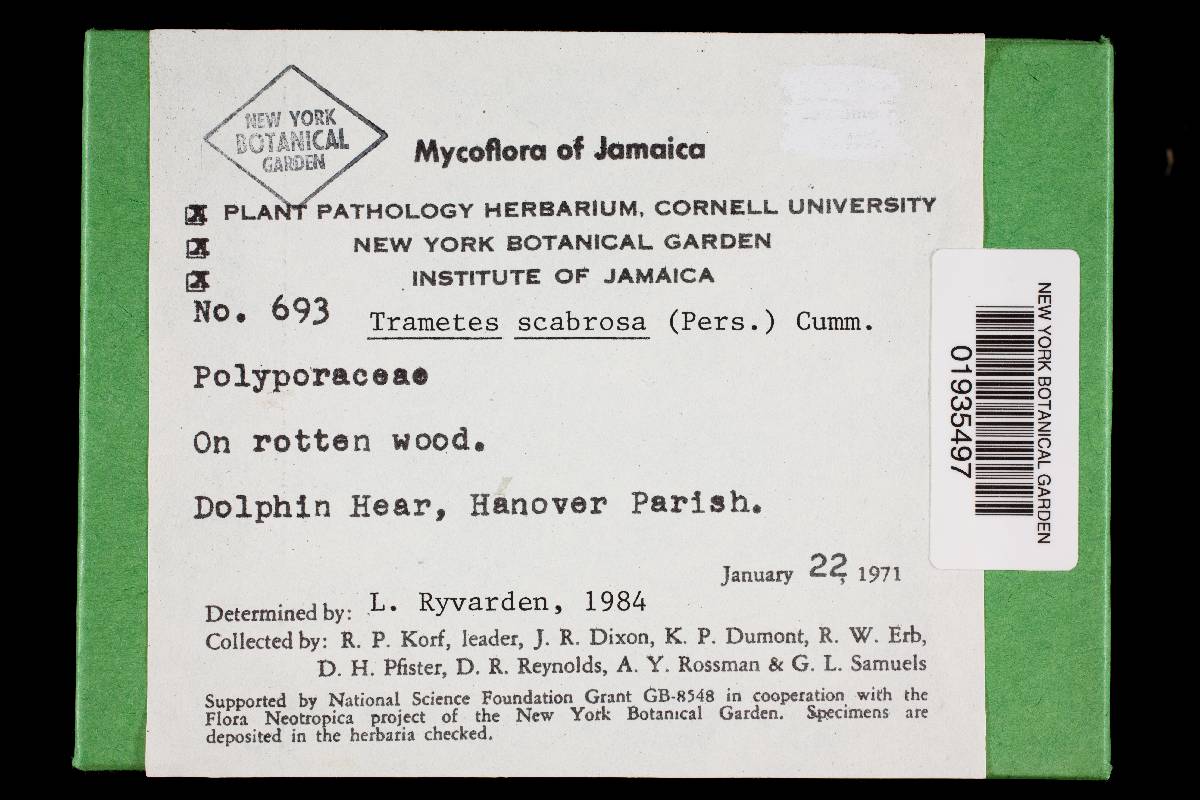 NEW YORK
BOTANICAL
GARDEN
Mycoflora of Jamaica
PLANT PATHOLOGY HERBARIUM, CORNELL UNIVERSITY
NEW YORK BOTANICAL GARDEN
INSTITUTE OF JAMAICA
No. 693 Trametes scabrosa (Pers.) Cumm.
Polyporaceae
On rotten wood.
Dolphin Hear, Hanover Parish.
January 22, 1971
Determined by: L. Ryvarden, 1984
Collected by: R. P. Korf, leader, J. R. Dixon, K. P. Dumont, R. W. Erb,
D. H. Pfister, D. R. Reynolds, A. Y. Rossman & G. L. Samuels
Supported by National Science Foundation Grant GB-8548 in cooperation with the
Flora Neotropica project of the New York Botanical Garden. Specimens are
deposited in the herbaria checked.
NEW YORK BOTANICAL GARDEN
01935497